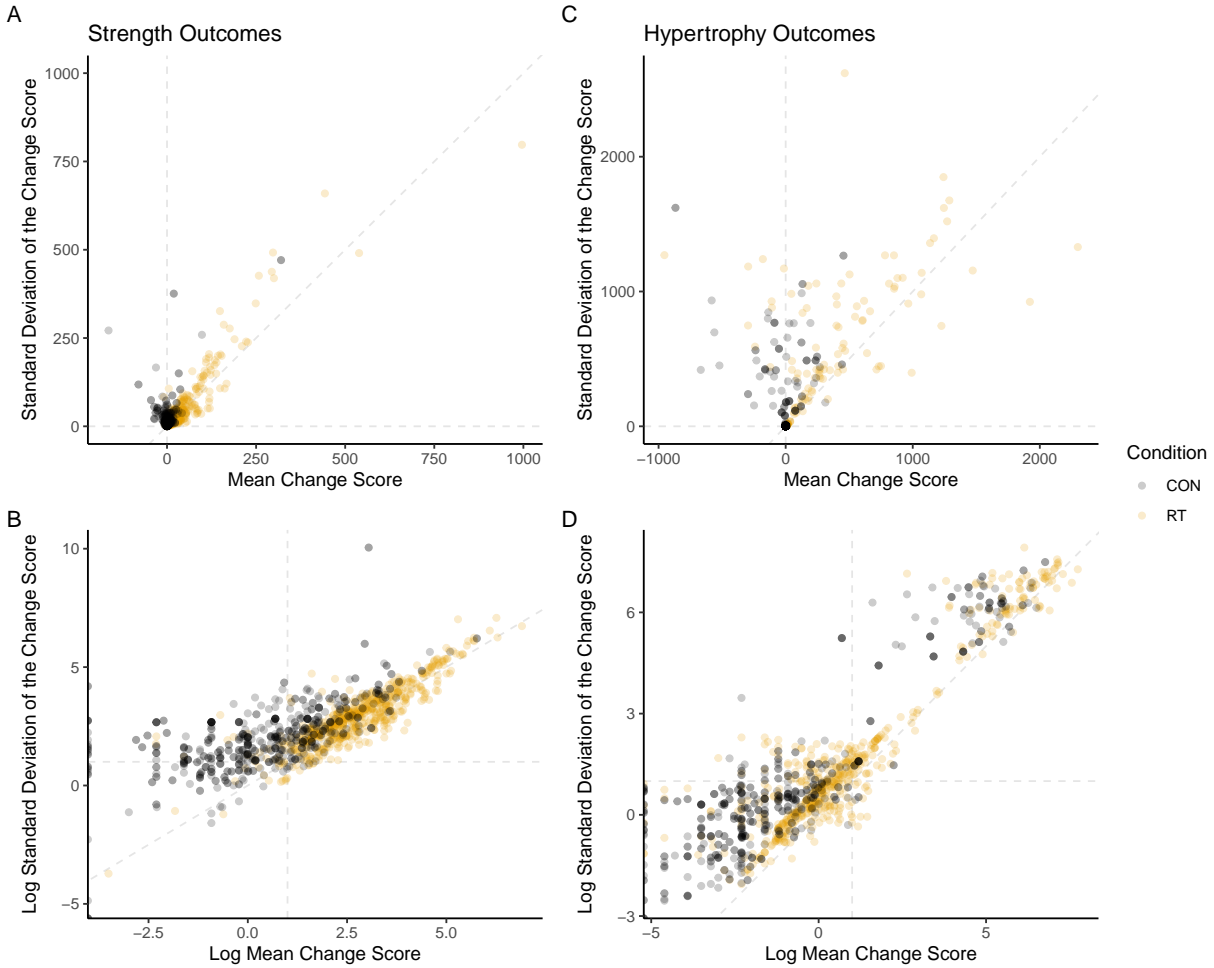 A
Strength Outcomes
Standard Deviation of the Change Score
1000
750
500
250
0
0
250
500
750
1000
Mean Change Score
C
Hypertrophy Outcomes
Standard Deviation of the Change Score
2000
1000
0
−1000
0
1000
2000
Mean Change Score
Condition
CON
RT
B
Log Standard Deviation of the Change Score
10
5
0
−5
−2.5
0.0
2.5
5.0
Log Mean Change Score
D
Log Standard Deviation of the Change Score
6
3
0
−3
−5
0
5
Log Mean Change Score